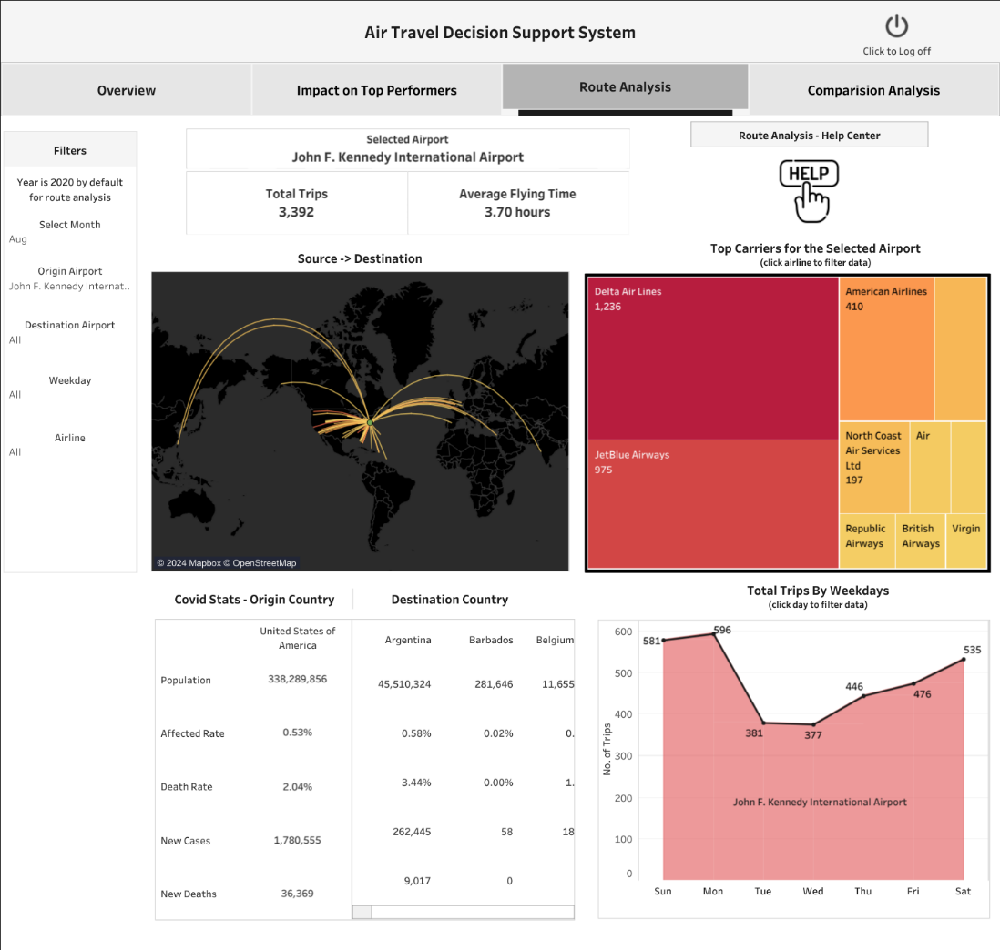 Air Travel Decision Support System
Click to Log off
Overview
Impact on Top Performers
Route Analysis
Comparision Analysis
Filters
Year is 2020 by default
for route analysis
Select Month
Aug
Origin Airport
John F. Kennedy Internat..
Destination Airport
All
Weekday
All
Airline
All
Selected Airport
John F. Kennedy International Airport
Total Trips
3,392
Average Flying Time
3.70 hours
Route Analysis - Help Center
HELP
Source -> Destination
© 2024 Mapbox © OpenStreetMap
Top Carriers for the Selected Airport
(click airline to filter data)
Delta Air Lines
1,236
American Airlines
410
JetBlue Airways
975
North Coast
Air Services
Ltd
197
Air
Republic
Airways
British
Airways
Virgin
Covid Stats - Origin Country
Destination Country
United States of
America
Argentina
Barbados
Belgium
Population
338,289,856
45,510,324
281,646
11,655
Affected Rate
0.53%
0.58%
0.02%
0.
Death Rate
2.04%
3.44%
0.00%
1.
New Cases
1,780,555
262,445
58
18
New Deaths
36,369
9,017
0
Total Trips By Weekdays
(click day to filter data)
No. of Trips
600
500
400
300
200
100
0
581
596
381
377
446
476
535
John F. Kennedy International Airport
Sun
Mon
Tue
Wed
Thu
Fri
Sat